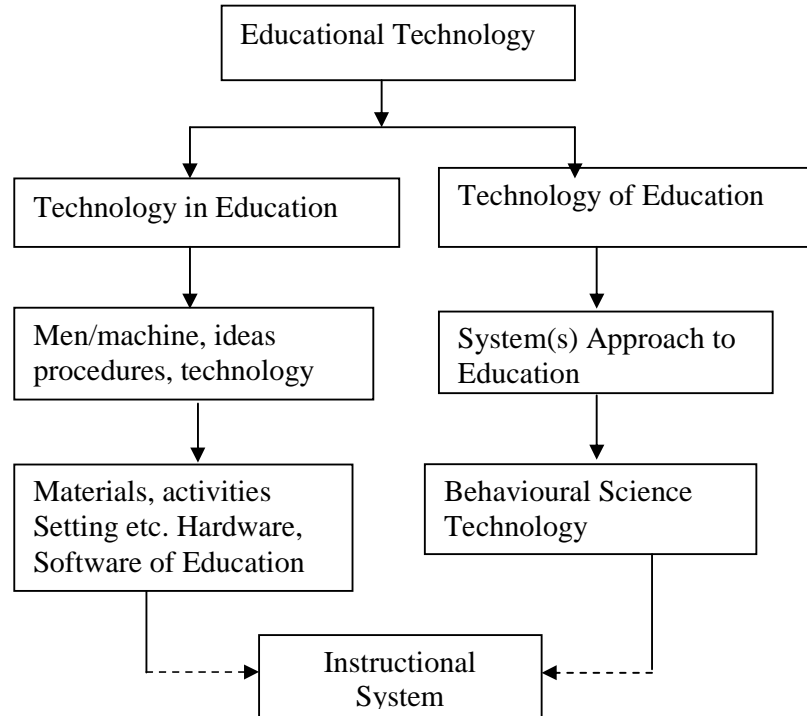 Educational Technology
Technology in Education
Technology of Education
Men/machine, ideas
procedures, technology
System(s) Approach to
Education
Materials, activities
Setting etc. Hardware,
Software of Education
Behavioural Science
Technology
Instructional
System